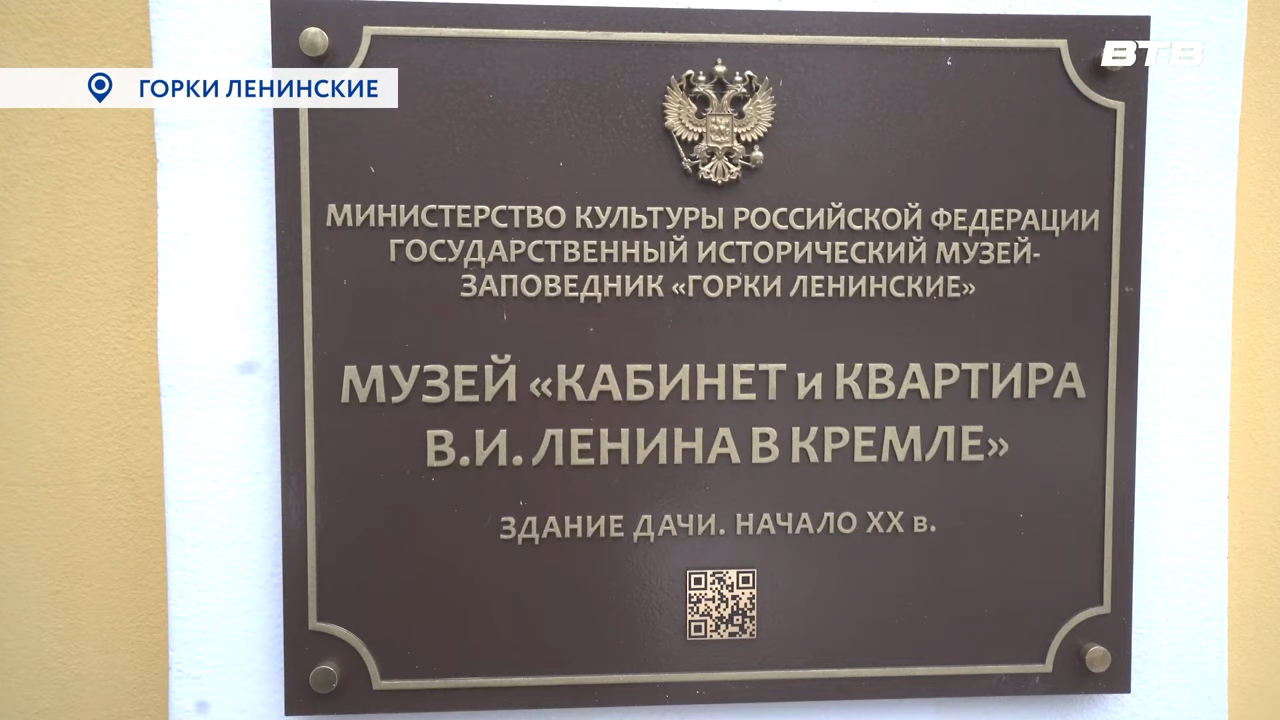 ВТВ
ГОРКИ ЛЕНИНСКИЕ
МИНИСТЕРСТВО КУЛЬТУРЫ РОССИЙСКОЙ ФЕДЕРАЦИИ
ГОСУДАРСТВЕННЫЙ ИСТОРИЧЕСКИЙ МУЗЕЙ-
ЗАПОВЕДНИК «ГОРКИ ЛЕНИНСКИЕ»
МУЗЕЙ «КАБИНЕТ и КВАРТИРА
В.И. ЛЕНИНА В КРЕМЛЕ»
ЗДАНИЕ ДАЧИ. НАЧАЛО XX в.